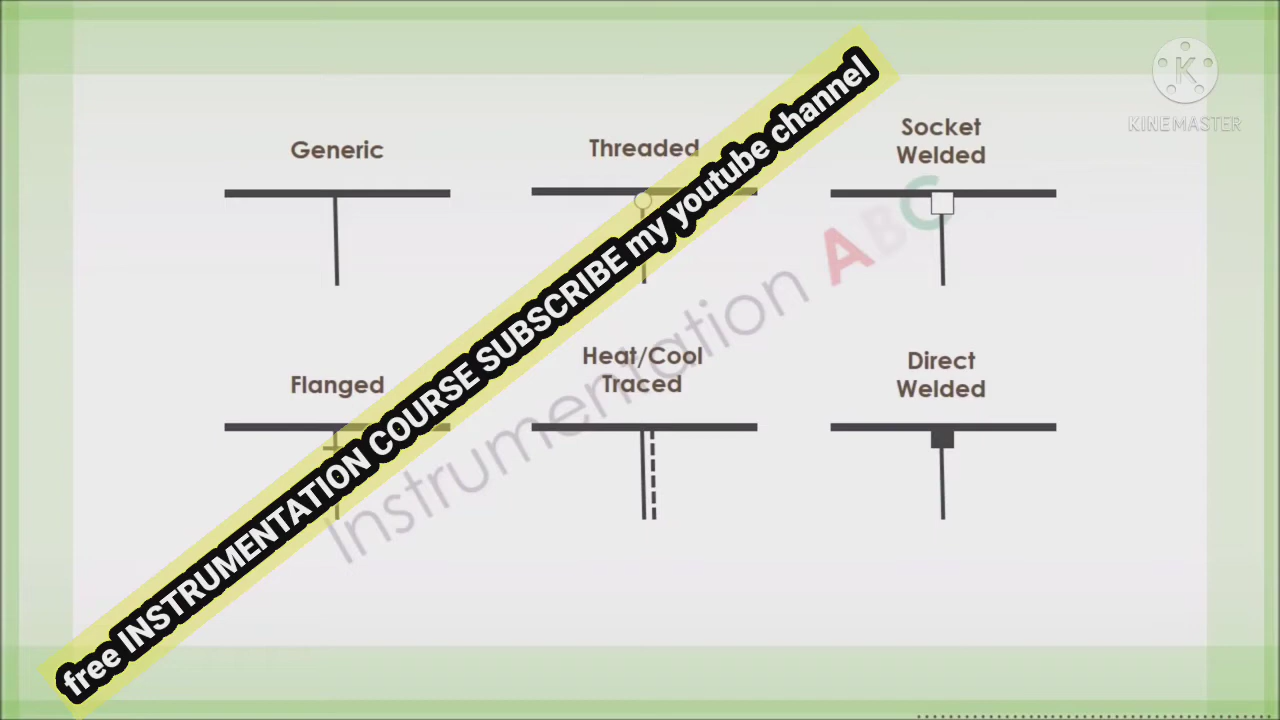 KINEMASTER
Generic
Threaded
Socket
Welded
Flanged
Heat/Cool
Traced
Direct
Welded
Instrumentation ABC
free INSTRUMENTATION COURSE SUBSCRIBE my youtube channel